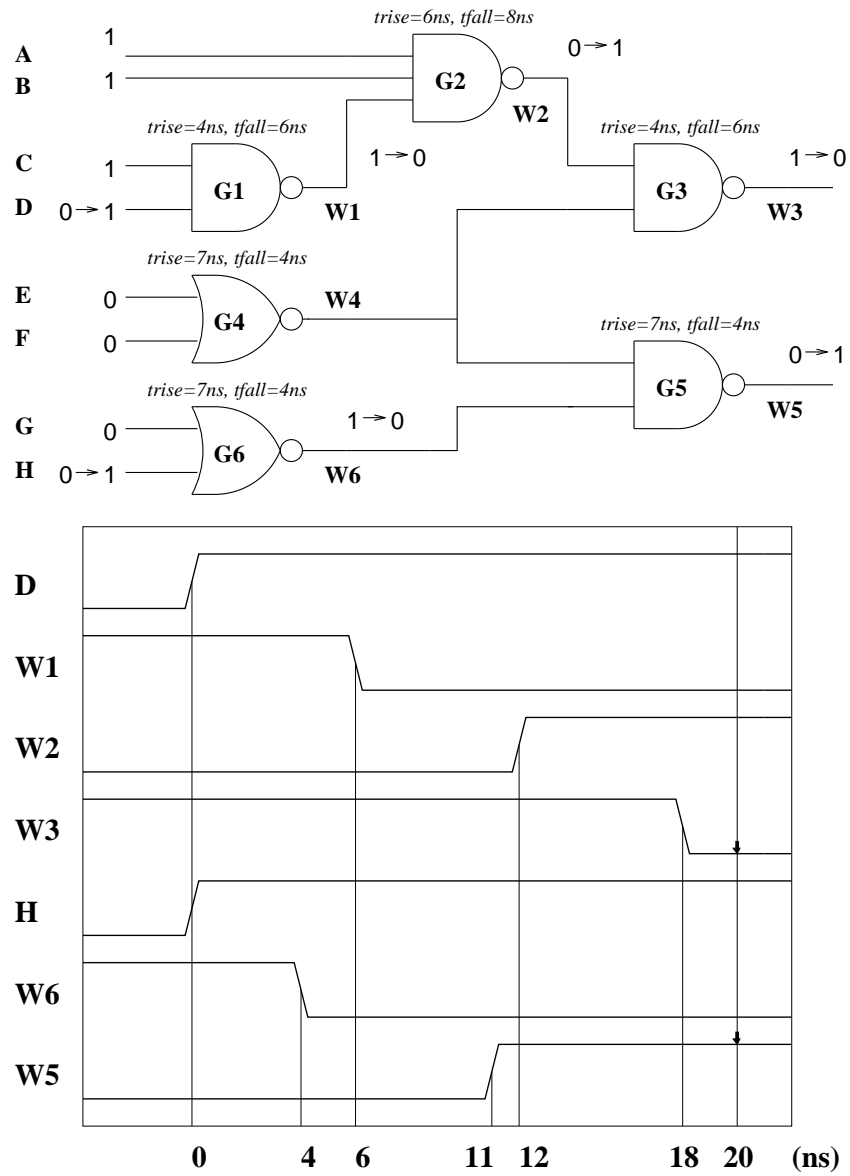 trise=6ns, tfall=8ns
A 1 0→1
B 1 G2
W2
trise=4ns, tfall=6ns trise=4ns, tfall=6ns
C 1 1→0 1→0
G1 G3
D 0→1 W1 W3
trise=7ns, tfall=4ns
E 0 W4
G4
F 0 trise=7ns, tfall=4ns
0→1
trise=7ns, tfall=4ns G5
G 0 1→0 W5
G6
H 0→1 W6
D
W1
W2
W3
H
W6
W5
0 4 6 11 12 18 20 (ns)